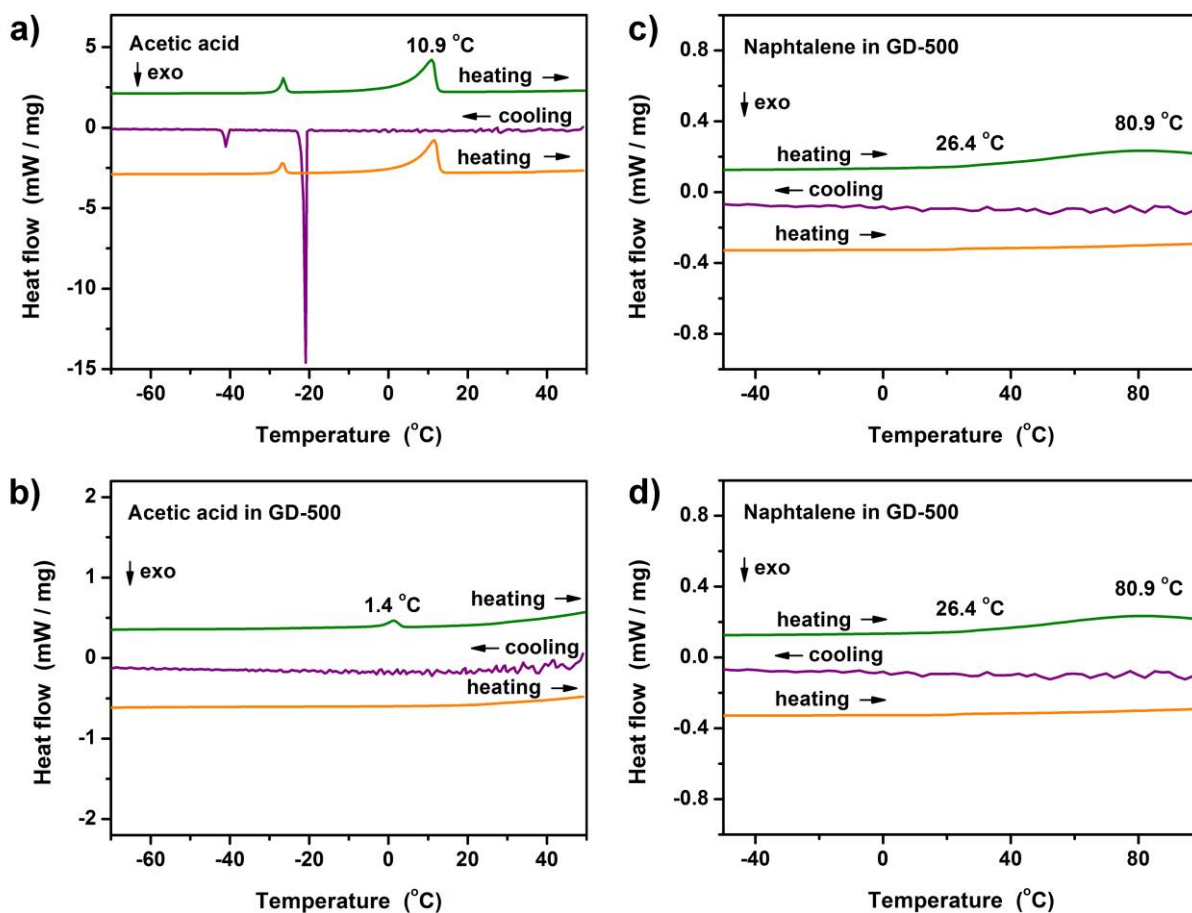 a)
Acetic acid
exo
10.9 °C
heating →
← cooling
heating →
5
0
-5
-10
-15
Heat flow (mW / mg)
-60 -40 -20 0 20 40
Temperature (°C)
c)
Naphtalene in GD-500
exo
80.9 °C
26.4 °C
heating →
← cooling
heating →
0.8
0.4
0.0
-0.4
-0.8
Heat flow (mW / mg)
-40 0 40 80
Temperature (°C)
b)
Acetic acid in GD-500
exo
1.4 °C
heating →
← cooling
heating →
2
1
0
-1
-2
Heat flow (mW / mg)
-60 -40 -20 0 20 40
Temperature (°C)
d)
Naphtalene in GD-500
exo
80.9 °C
26.4 °C
heating →
← cooling
heating →
0.8
0.4
0.0
-0.4
-0.8
Heat flow (mW / mg)
-40 0 40 80
Temperature (°C)